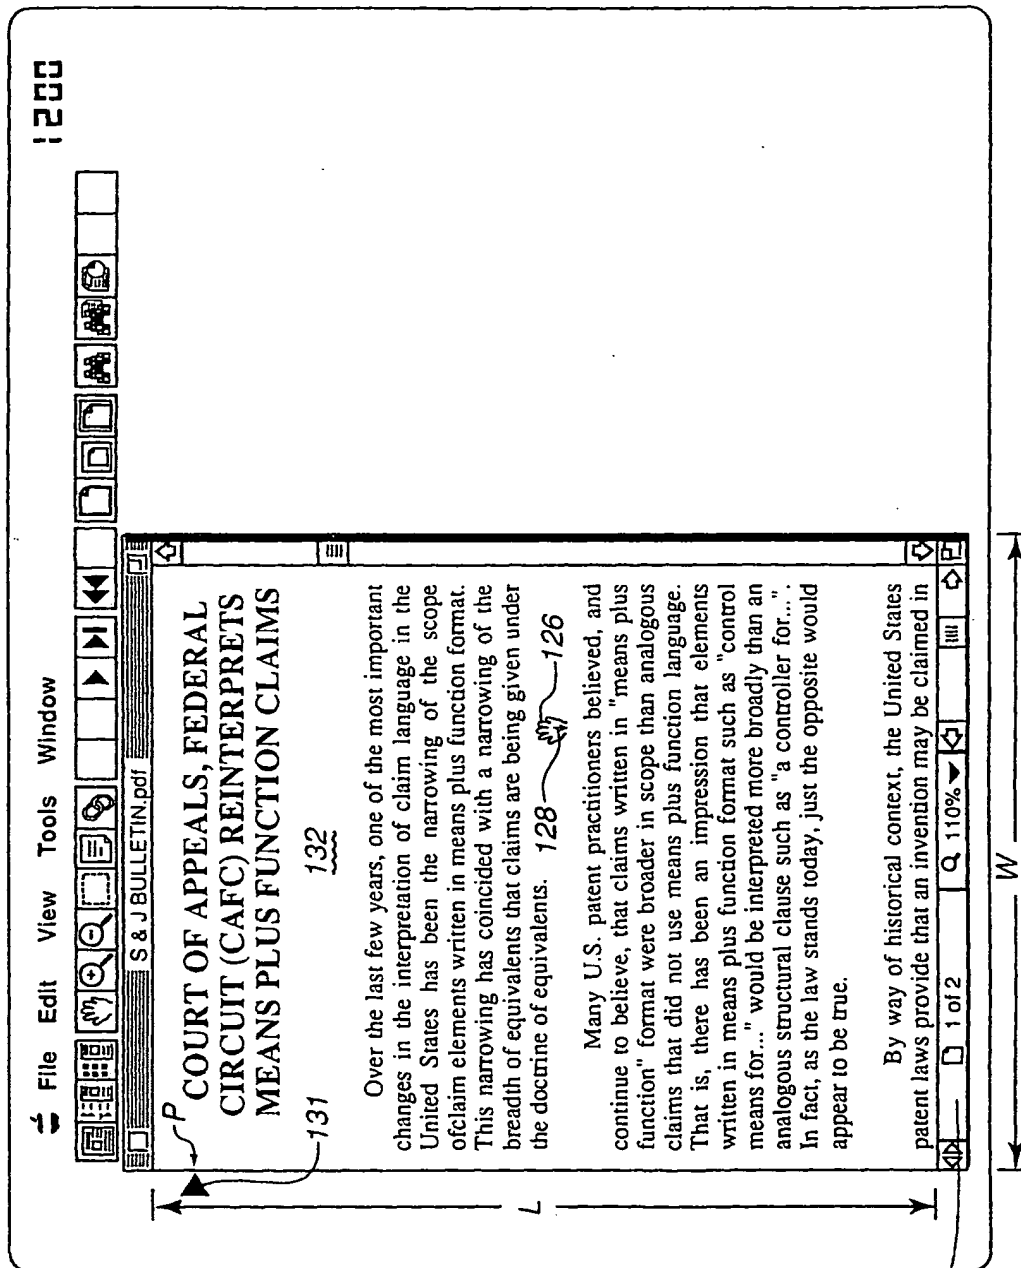 1200
File Edit View Tools Window
S & J BULLETIN.pdf
P
COURT OF APPEALS, FEDERAL
CIRCUIT (CAFC) REINTERPRETS
MEANS PLUS FUNCTION CLAIMS
131
132
Over the last few years, one of the most important
changes in the interpretation of claim language in the
United States has been the narrowing of the scope
ofclaim elements written in means plus function format.
This narrowing has coincided with a narrowing of the
breadth of equivalents that claims are being given under
the doctrine of equivalents.
128
126
Many U.S. patent practitioners believed, and
continue to believe, that claims written in "means plus
function" format were broader in scope than analogous
claims that did not use means plus function language.
That is, there has been an impression that elements
written in means plus function format such as "control
means for..." would be interpreted more broadly than an
analogous structural clause such as "a controller for...".
In fact, as the law stands today, just the opposite would
appear to be true.
By way of historical context, the United States
patent laws provide that an invention may be claimed in
1 of 2
110%
L
W